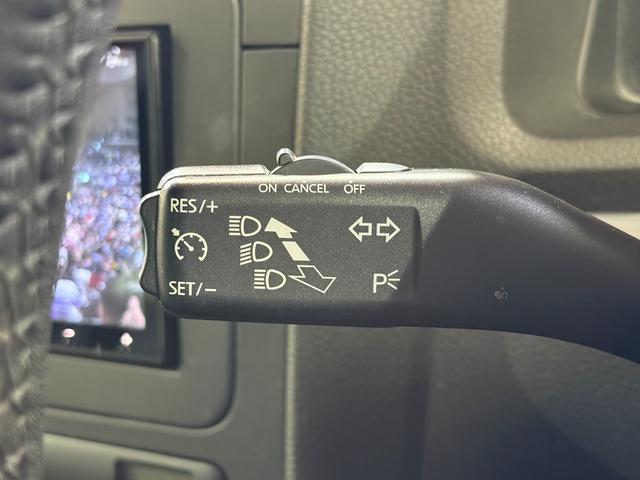 ON CANCEL OFF
RES/+
SET/−
P